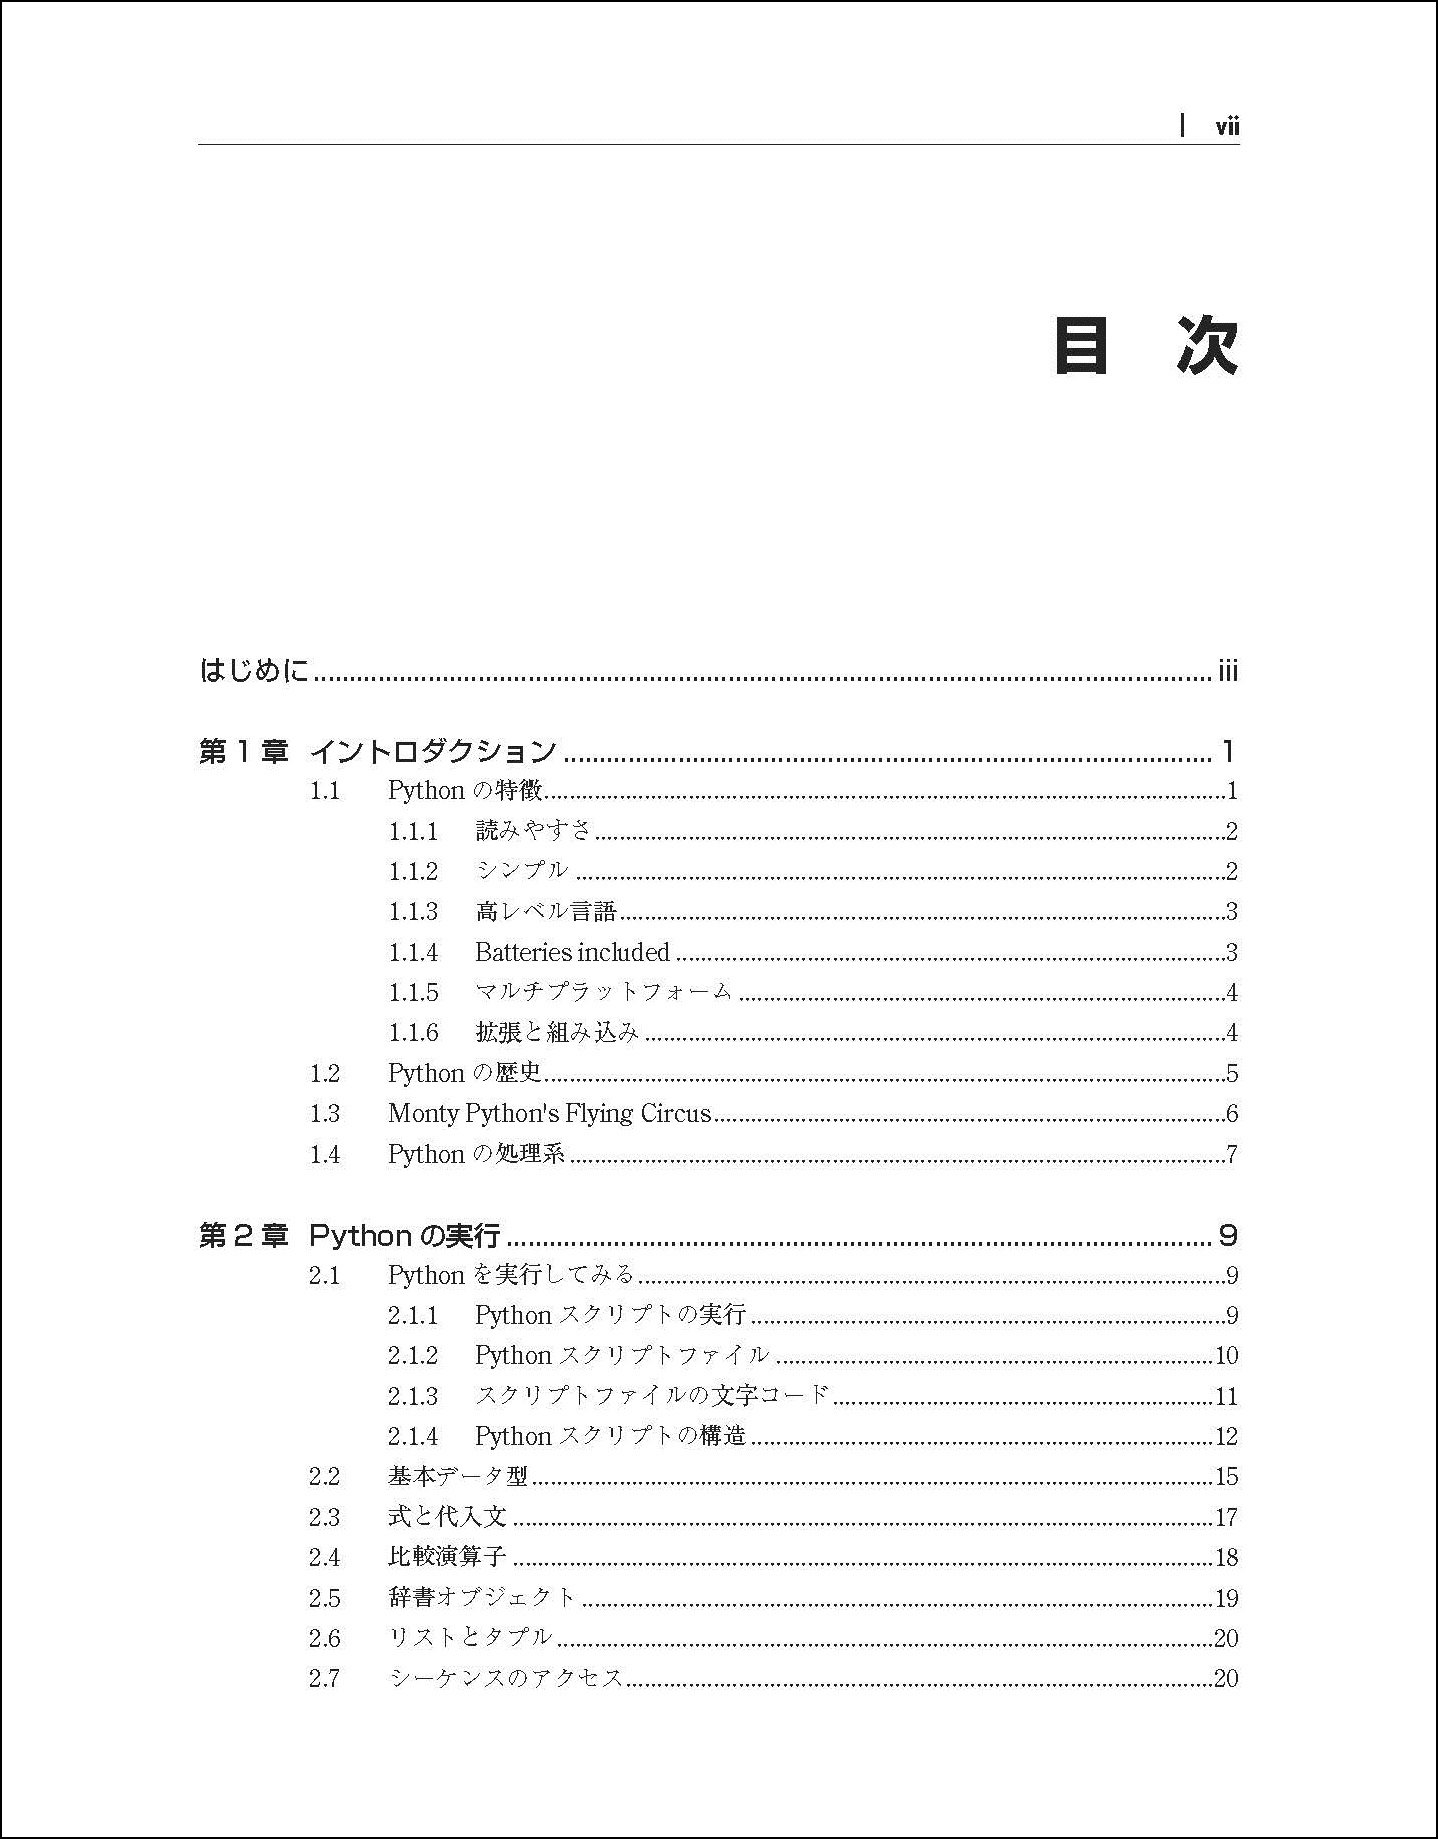 vii
目　次
はじめに .......... iii
第 1 章 イントロダクション .......... 1
1.1 Python の特徴 .......... 1
1.1.1 読みやすさ .......... 2
1.1.2 シンプル .......... 2
1.1.3 高レベル言語 .......... 3
1.1.4 Batteries included .......... 3
1.1.5 マルチプラットフォーム .......... 4
1.1.6 拡張と組み込み .......... 4
1.2 Python の歴史 .......... 5
1.3 Monty Python's Flying Circus .......... 6
1.4 Python の処理系 .......... 7
第 2 章 Python の実行 .......... 9
2.1 Python を実行してみる .......... 9
2.1.1 Python スクリプトの実行 .......... 9
2.1.2 Python スクリプトファイル .......... 10
2.1.3 スクリプトファイルの文字コード .......... 11
2.1.4 Python スクリプトの構造 .......... 12
2.2 基本データ型 .......... 15
2.3 式と代入文 .......... 17
2.4 比較演算子 .......... 18
2.5 辞書オブジェクト .......... 19
2.6 リストとタプル .......... 20
2.7 シーケンスのアクセス .......... 20